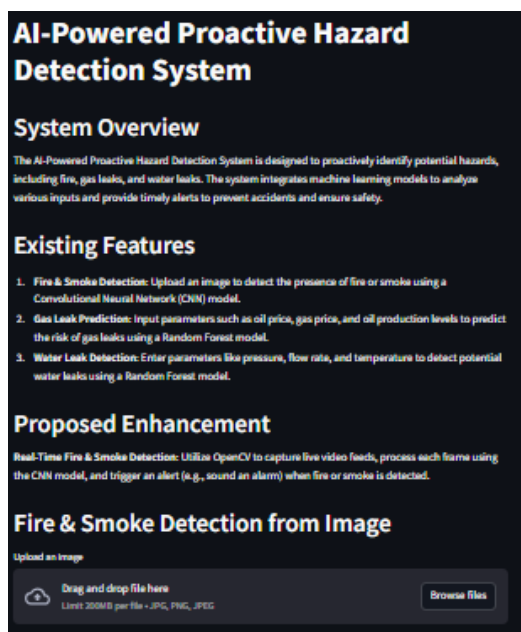 AI-Powered Proactive Hazard
Detection System
System Overview
The AI-Powered Proactive Hazard Detection System is designed to proactively identify potential hazards,
including fire, gas leaks, and water leaks. The system integrates machine learning models to analyze
various inputs and provide timely alerts to prevent accidents and ensure safety.
Existing Features
1. Fire & Smoke Detection: Upload an image to detect the presence of fire or smoke using a
Convolutional Neural Network (CNN) model.
2. Gas Leak Prediction: Input parameters such as oil price, gas price, and oil production levels to predict
the risk of gas leaks using a Random Forest model.
3. Water Leak Detection: Enter parameters like pressure, flow rate, and temperature to detect potential
water leaks using a Random Forest model.
Proposed Enhancement
Real-Time Fire & Smoke Detection: Utilize OpenCV to capture live video feeds, process each frame using
the CNN model, and trigger an alert (e.g., sound an alarm) when fire or smoke is detected.
Fire & Smoke Detection from Image
Upload an image
Drag and drop file here
Limit 200MB per file • JPG, PNG, JPEG
Browse files